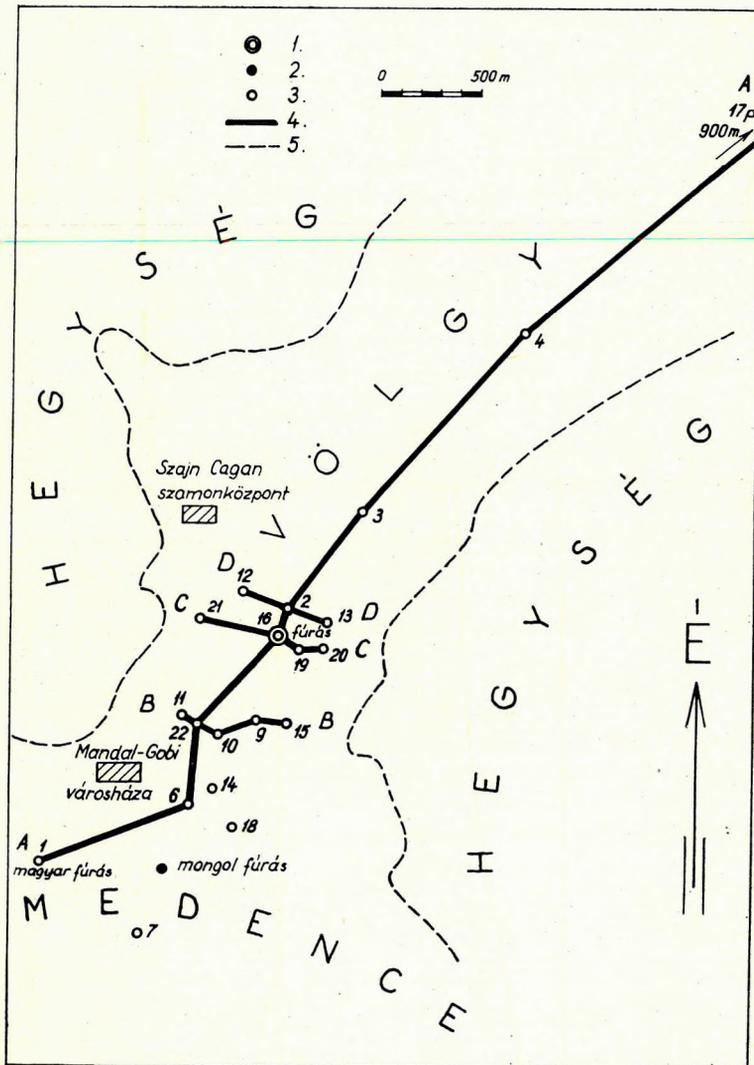 1.
2.
3.
4.
5.
0 500 m
A
17p
900m
HEGYSÉG
VÖLGY
HEGYSÉG
4
3
Szajn Cagan
szamonközpont
D
12
2
13
D
C
21
16
fúrás
19
20
C
É
B
11
22
10
9
15
B
Mandal-Gobi
városháza
6
14
18
A
1
magyar fúrás
mongol fúrás
MEDENCE
7